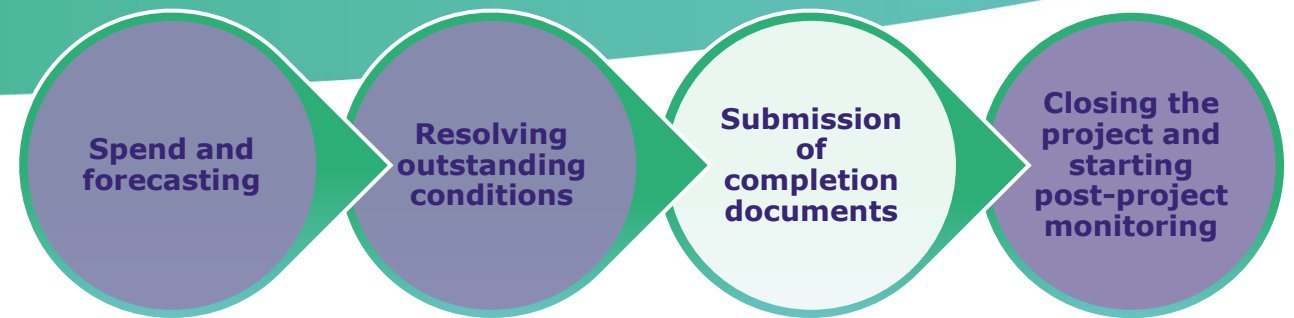 Spend and
forecasting
Resolving
outstanding
conditions
Submission
of
completion
documents
Closing the
project and
starting
post-project
monitoring